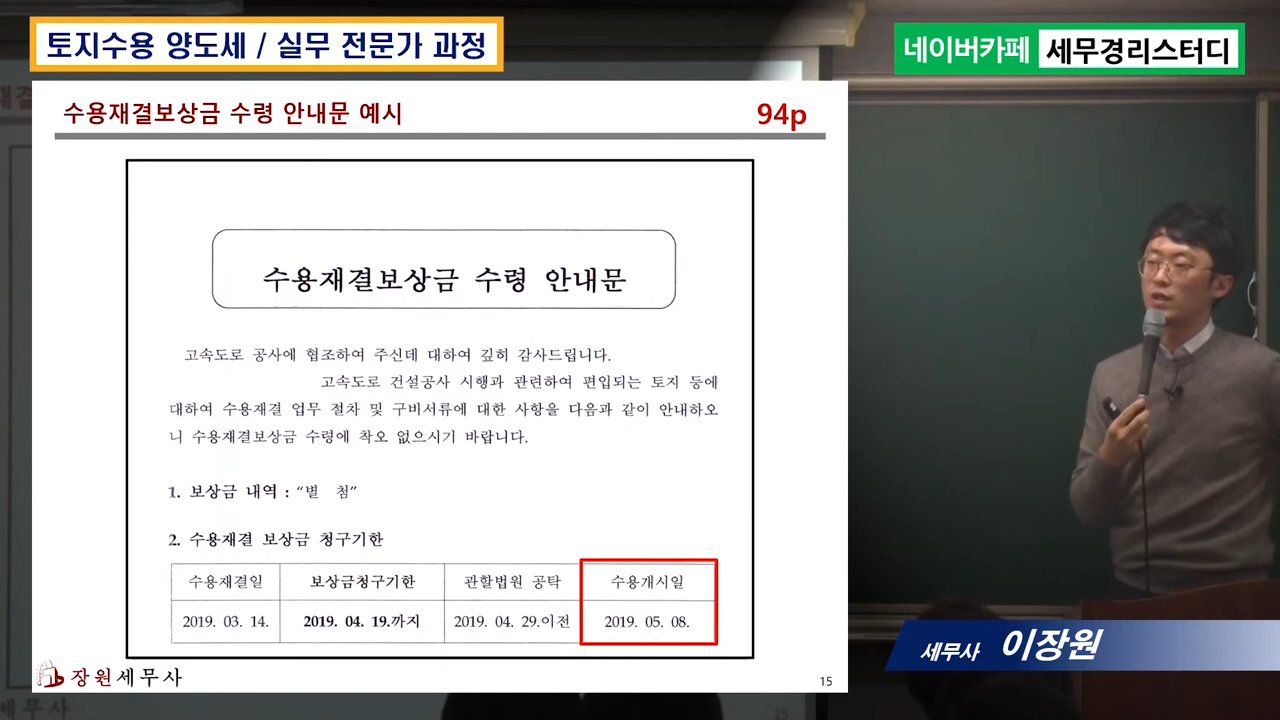 토지수용 양도세 / 실무 전문가 과정
네이버카페 세무경리스터디
수용재결보상금 수령 안내문 예시
94p
수용재결보상금 수령 안내문
고속도로 공사에 협조하여 주신데 대하여 깊히 감사드립니다.
고속도로 건설공사 시행과 관련하여 편입되는 토지 등에
대하여 수용재결 업무 절차 및 구비서류에 대한 사항을 다음과 같이 안내하오
니 수용재결보상금 수령에 착오 없으시기 바랍니다.
1. 보상금 내역 : “별 첨”
2. 수용재결 보상금 청구기한
수용재결일 보상금청구기한 관할법원 공탁 수용개시일
2019. 03. 14. 2019. 04. 19.까지 2019. 04. 29.이전 2019. 05. 08.
장원세무사
15
세무사 이장원
세무사
15